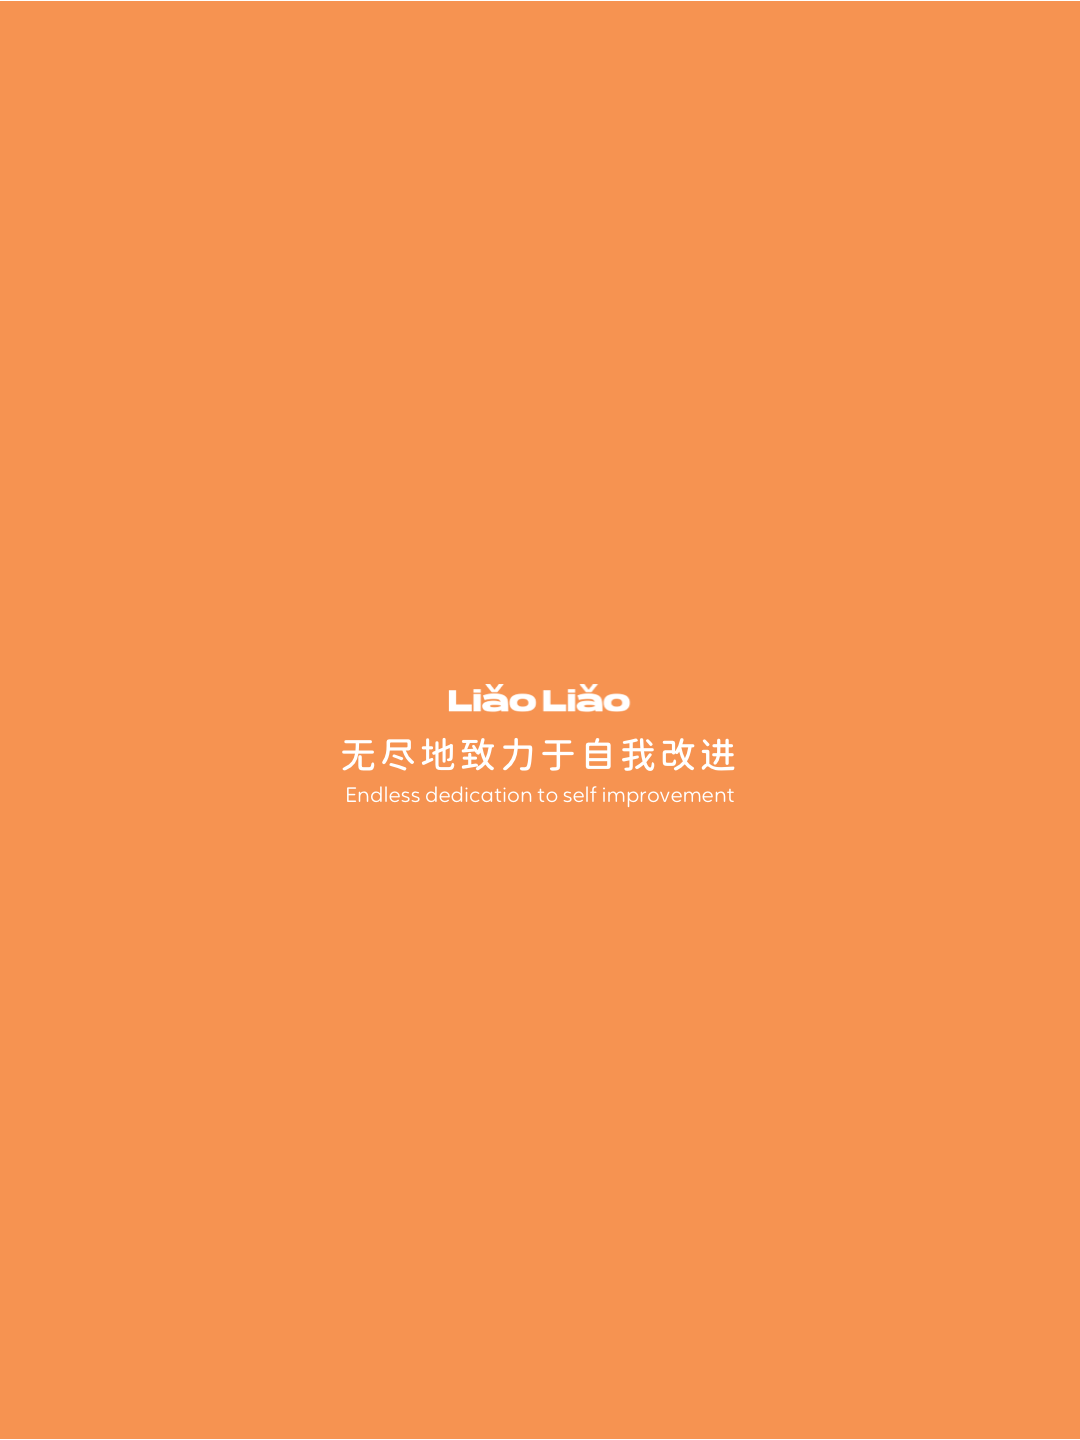 Liǎo Liǎo
无尽地致力于自我改进
Endless dedication to self improvement